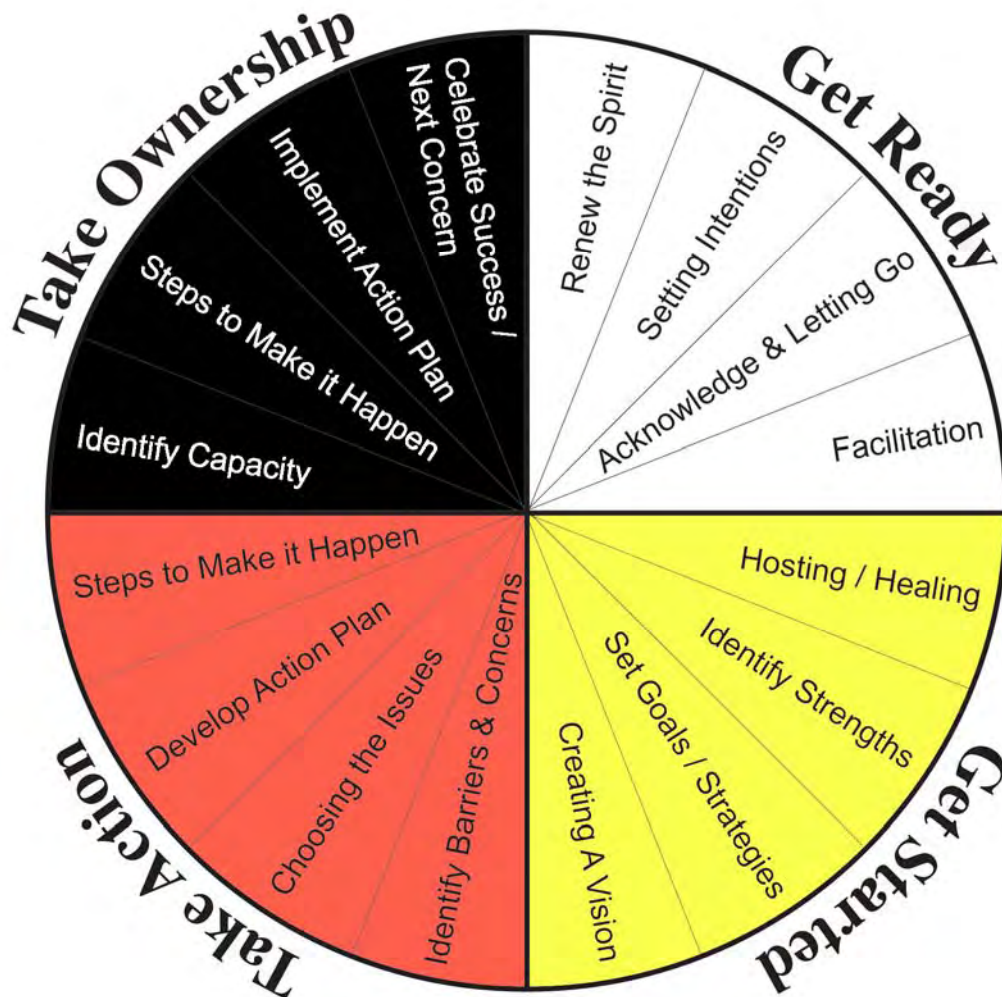 Get Ready
Renew the Spirit
Setting Intentions
Acknowledge & Letting Go
Facilitation
Get Started
Hosting / Healing
Identify Strengths
Set Goals / Strategies
Creating A Vision
Take Action
Identify Barriers & Concerns
Choosing the Issues
Develop Action Plan
Steps to Make it Happen
Take Ownership
Identify Capacity
Steps to Make it Happen
Implement Action Plan
Celebrate Success /
Next Concern